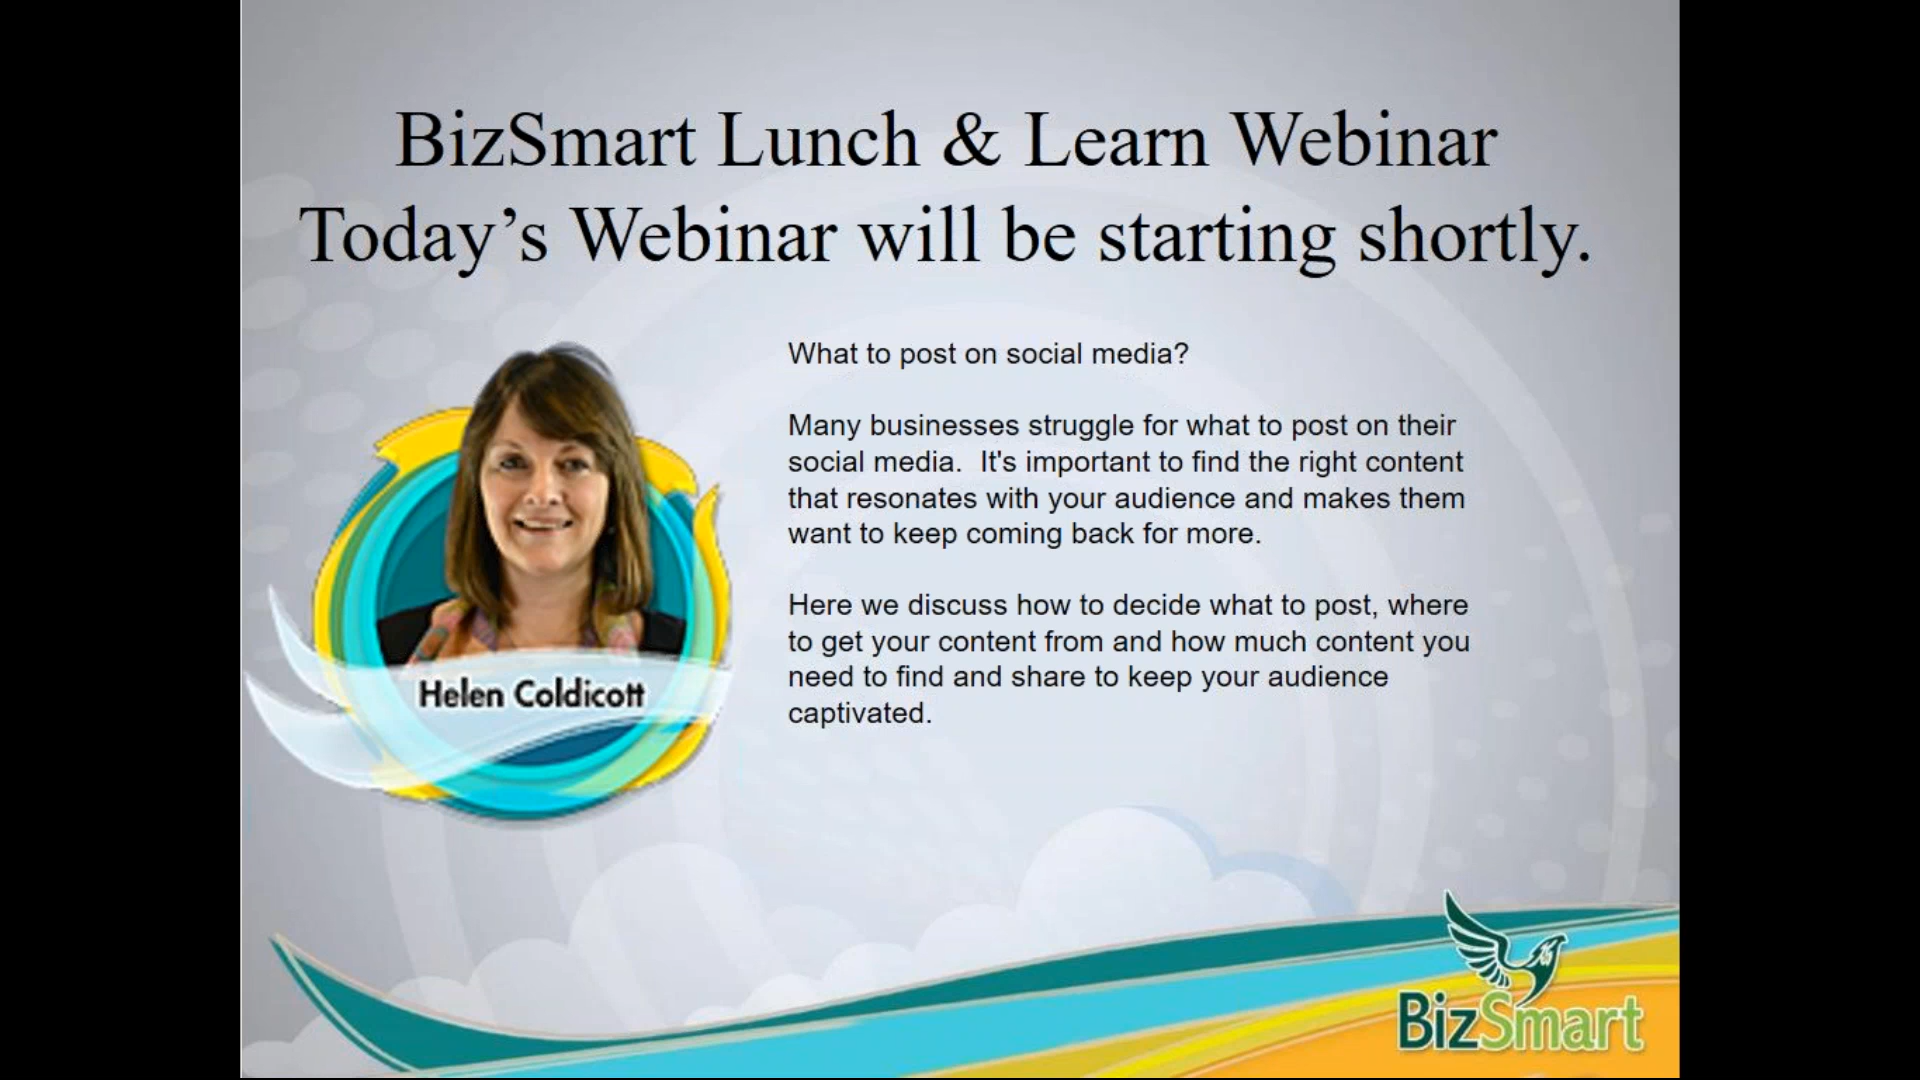 BizSmart Lunch & Learn Webinar
Today’s Webinar will be starting shortly.
What to post on social media?
Many businesses struggle for what to post on their
social media.  It's important to find the right content
that resonates with your audience and makes them
want to keep coming back for more.
Here we discuss how to decide what to post, where
to get your content from and how much content you
need to find and share to keep your audience
captivated.
Helen Coldicott
BizSmart